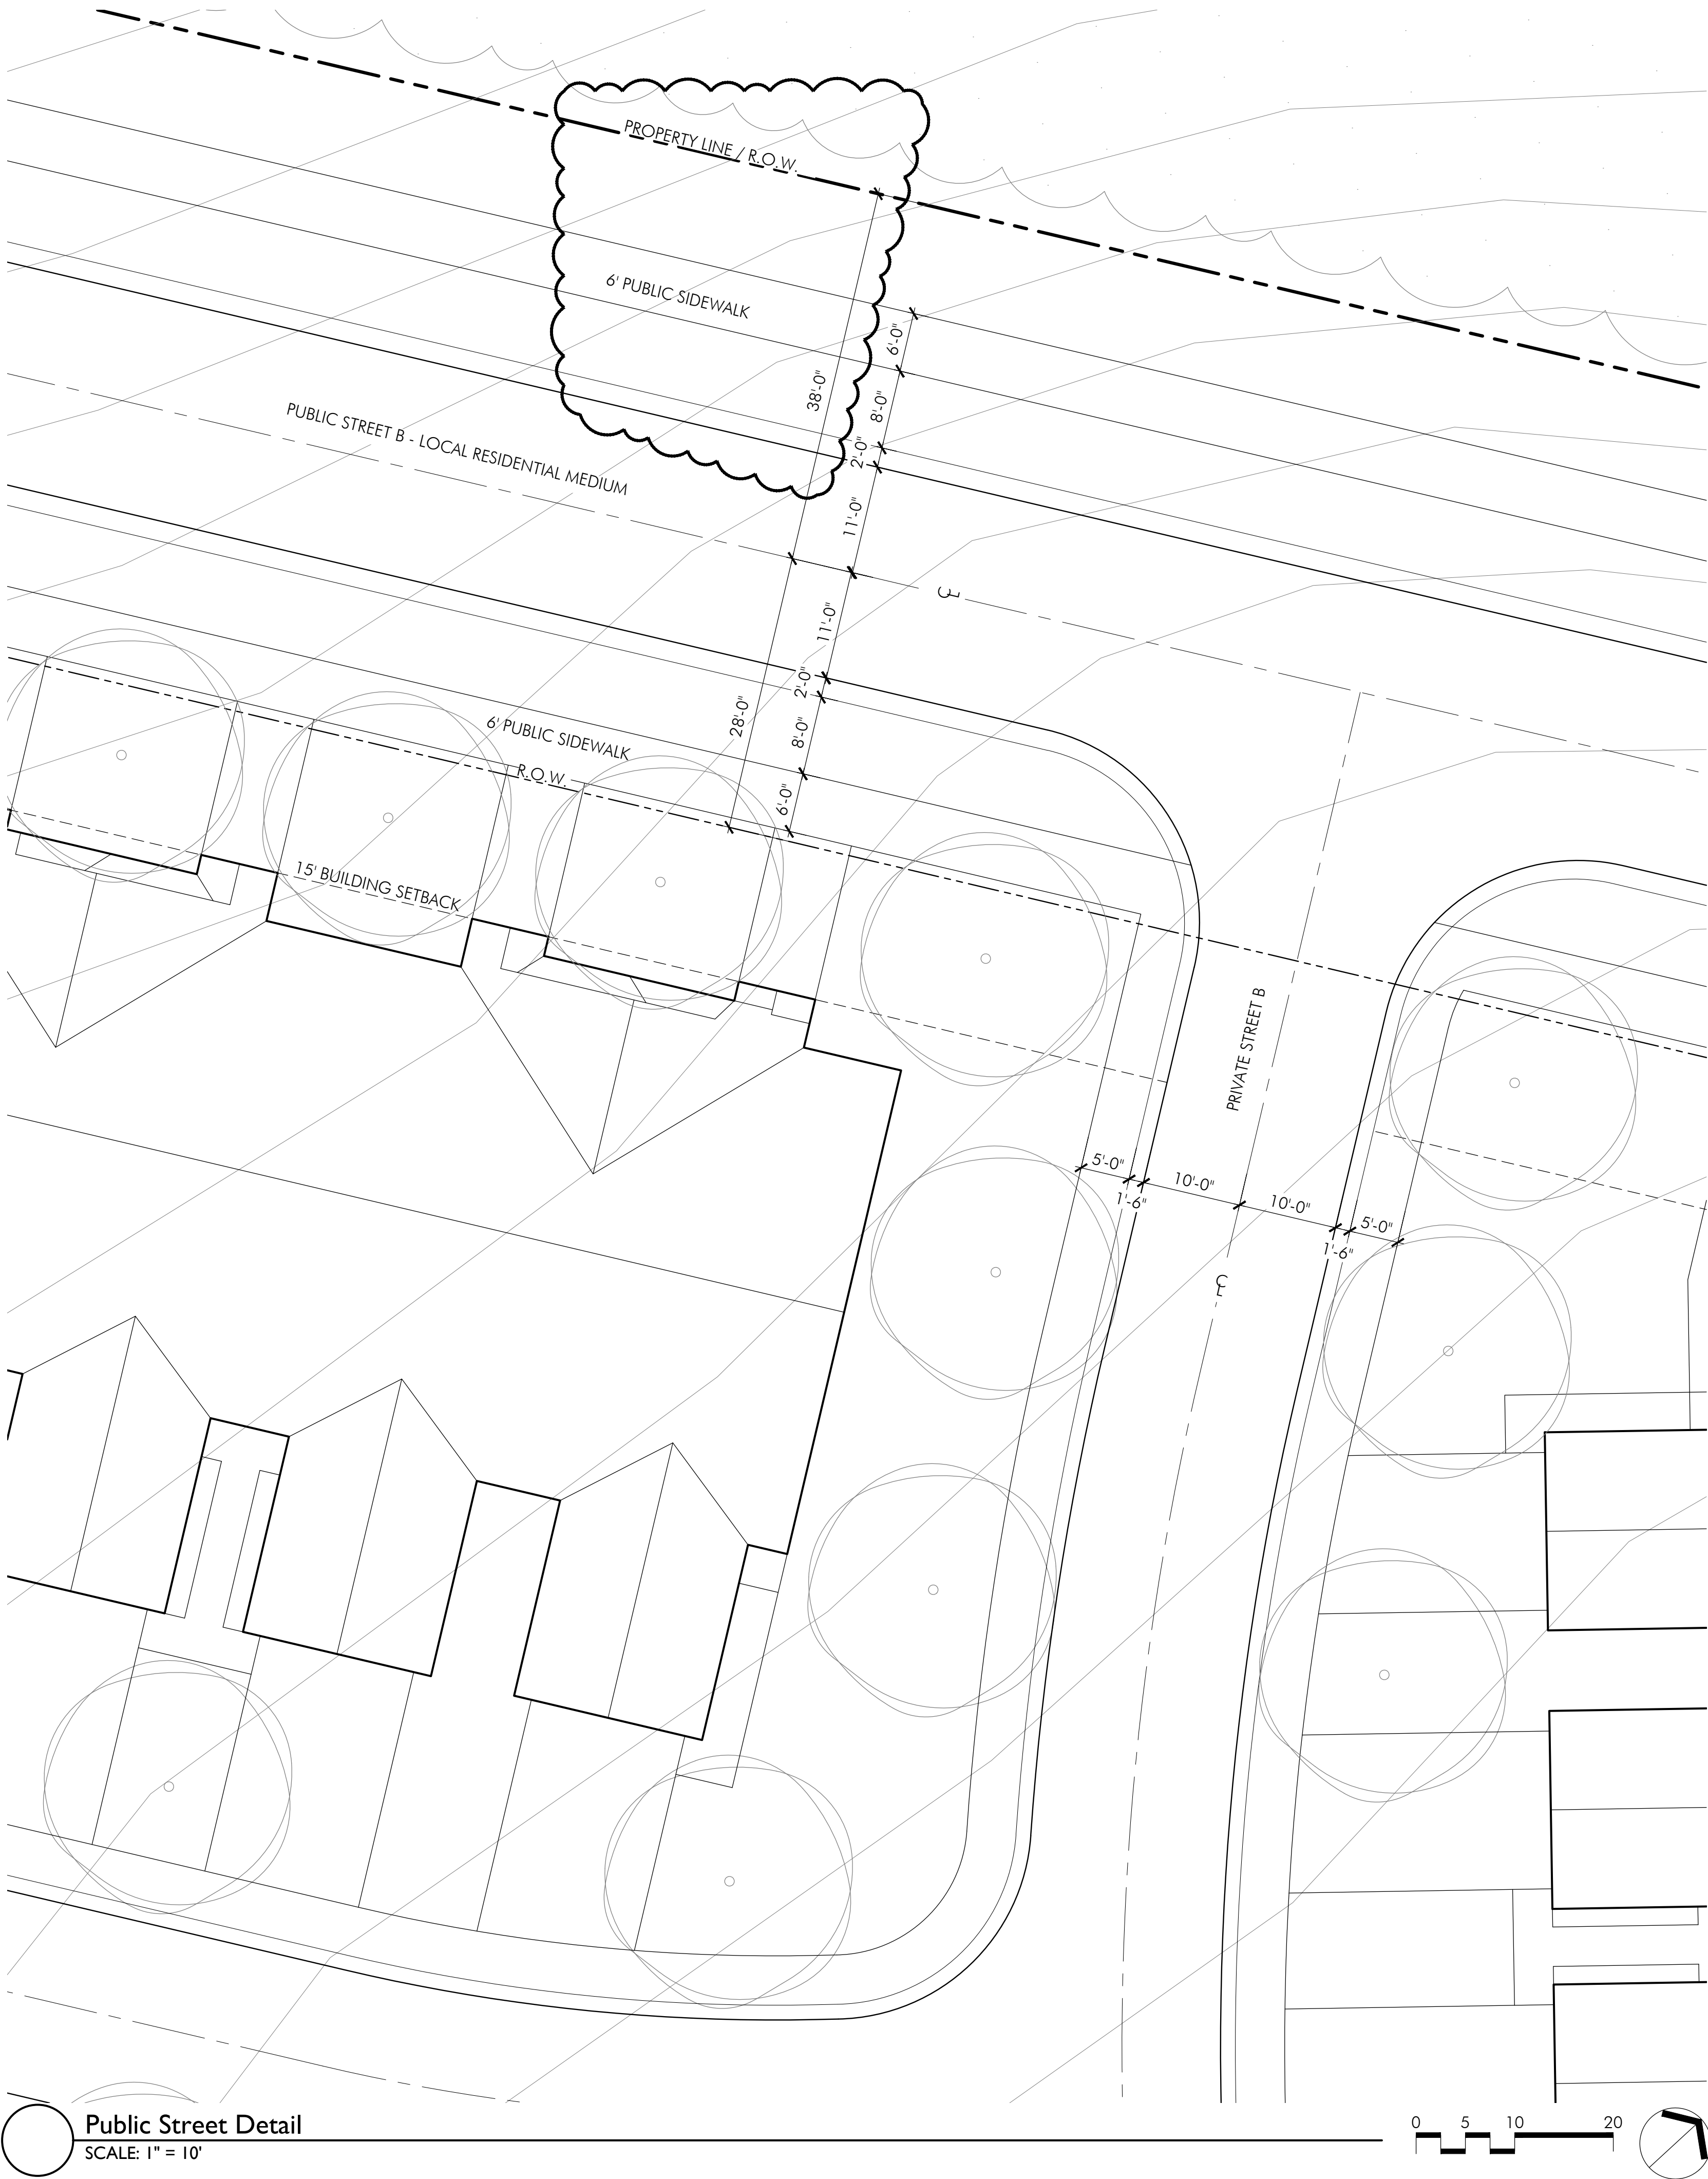 PROPERTY LINE / R.O.W.
6' PUBLIC SIDEWALK
6'-0"
38'-0"
8'-0"
2'-0"
PUBLIC STREET B - LOCAL RESIDENTIAL MEDIUM
11'-0"
CL
11'-0"
2'-0"
28'-0"
8'-0"
6' PUBLIC SIDEWALK
R.O.W.
6'-0"
15' BUILDING SETBACK
PRIVATE STREET B
5'-0"
1'-6"
10'-0"
10'-0"
5'-0"
1'-6"
CL
Public Street Detail
SCALE: 1" = 10'
0 5 10 20